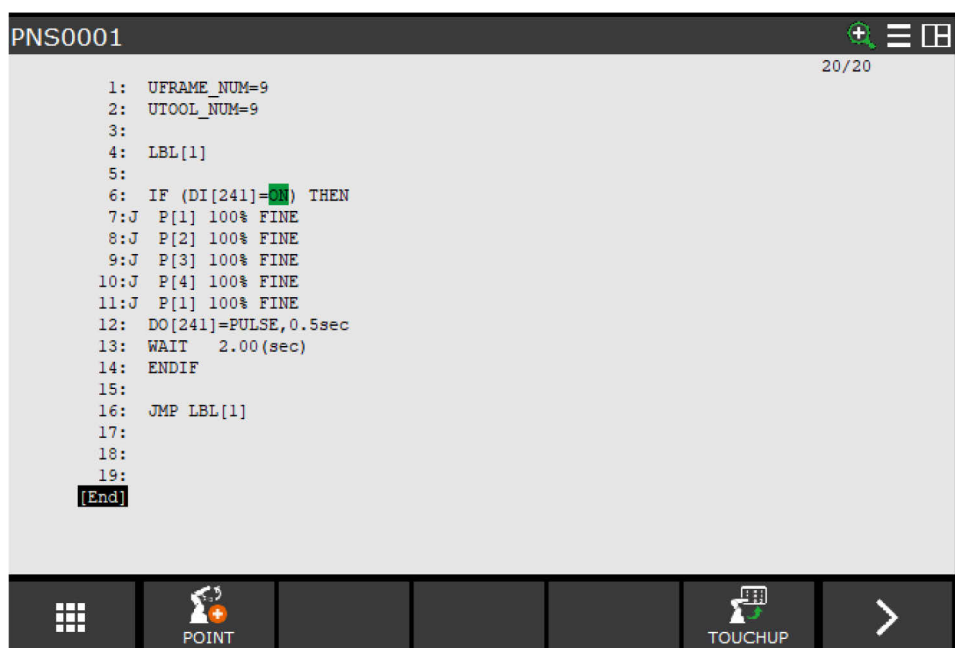 PNS0001
20/20
1: UFRAME_NUM=9
2: UTOOL_NUM=9
3:
4: LBL[1]
5:
6: IF (DI[241]=ON) THEN
7:J P[1] 100% FINE
8:J P[2] 100% FINE
9:J P[3] 100% FINE
10:J P[4] 100% FINE
11:J P[1] 100% FINE
12: DO[241]=PULSE,0.5sec
13: WAIT 2.00(sec)
14: ENDIF
15:
16: JMP LBL[1]
17:
18:
19:
[End]
POINT
TOUCHUP